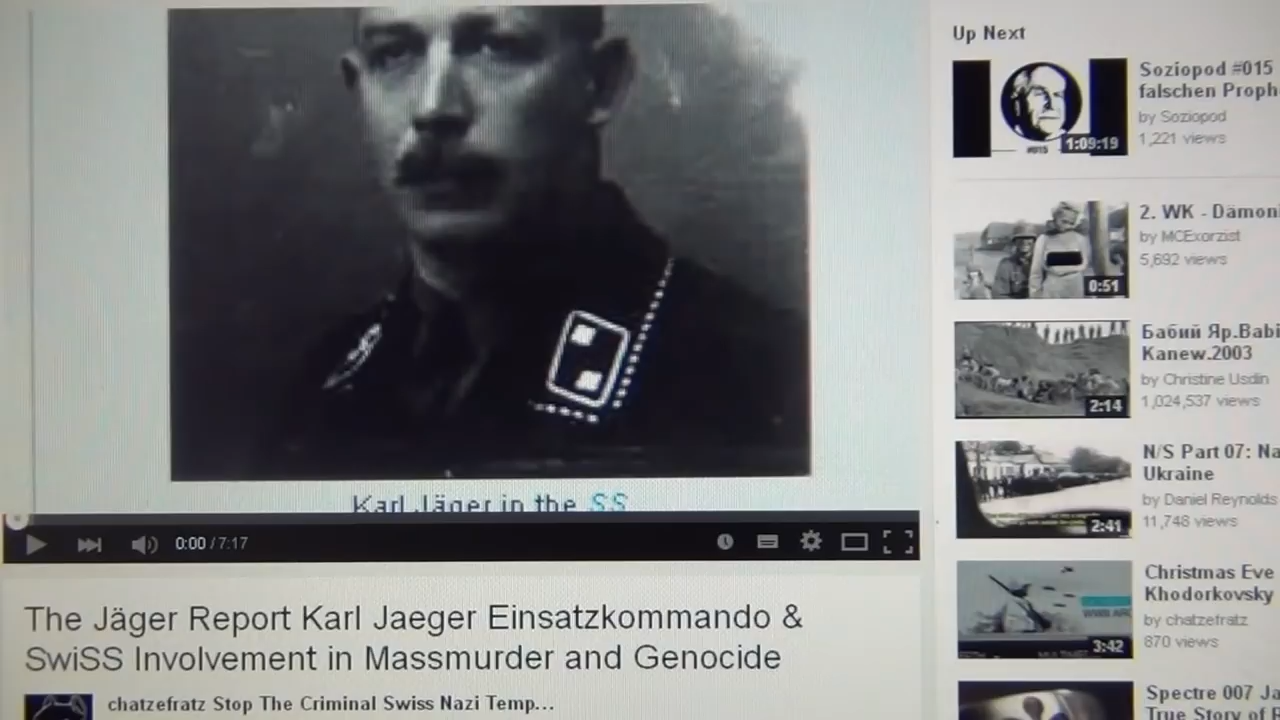 Karl Jäger in the SS
0:00 / 7:17
The Jäger Report Karl Jaeger Einsatzkommando &
SwiSS Involvement in Massmurder and Genocide
chatzefratz Stop The Criminal Swiss Nazi Temp...
Up Next
#015
1:09:19
Soziopod #015
falschen Proph
by Soziopod
1,221 views
0:51
2. WK - Dämoni
by MCExorzist
5,692 views
2:14
Бабий Яр.Babi
Kanew.2003
by Christine Usdin
1,024,537 views
2:41
N/S Part 07: Na
Ukraine
by Daniel Reynolds
11,748 views
3:42
Christmas Eve
Khodorkovsky
by chatzefratz
870 views
Spectre 007 Ja
True Story of B